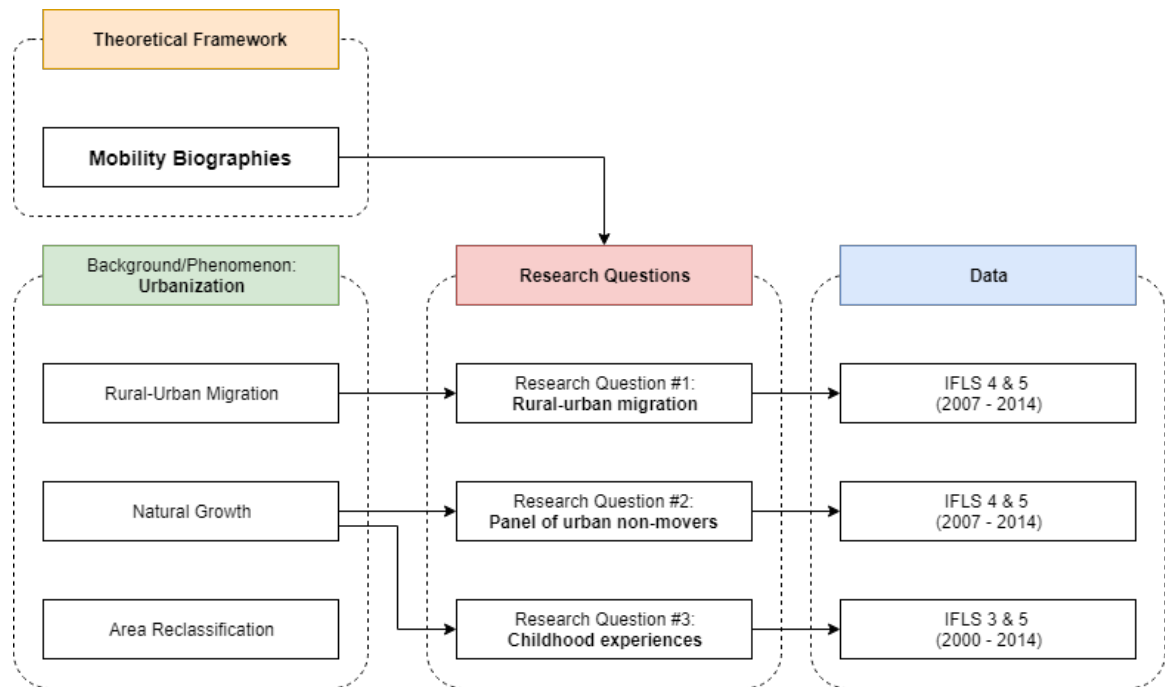 Theoretical Framework
Mobility Biographies
Background/Phenomenon:
Urbanization
Research Questions
Data
Rural-Urban Migration
Research Question #1:
Rural-urban migration
IFLS 4 & 5
(2007 - 2014)
Natural Growth
Research Question #2:
Panel of urban non-movers
IFLS 4 & 5
(2007 - 2014)
Area Reclassification
Research Question #3:
Childhood experiences
IFLS 3 & 5
(2000 - 2014)